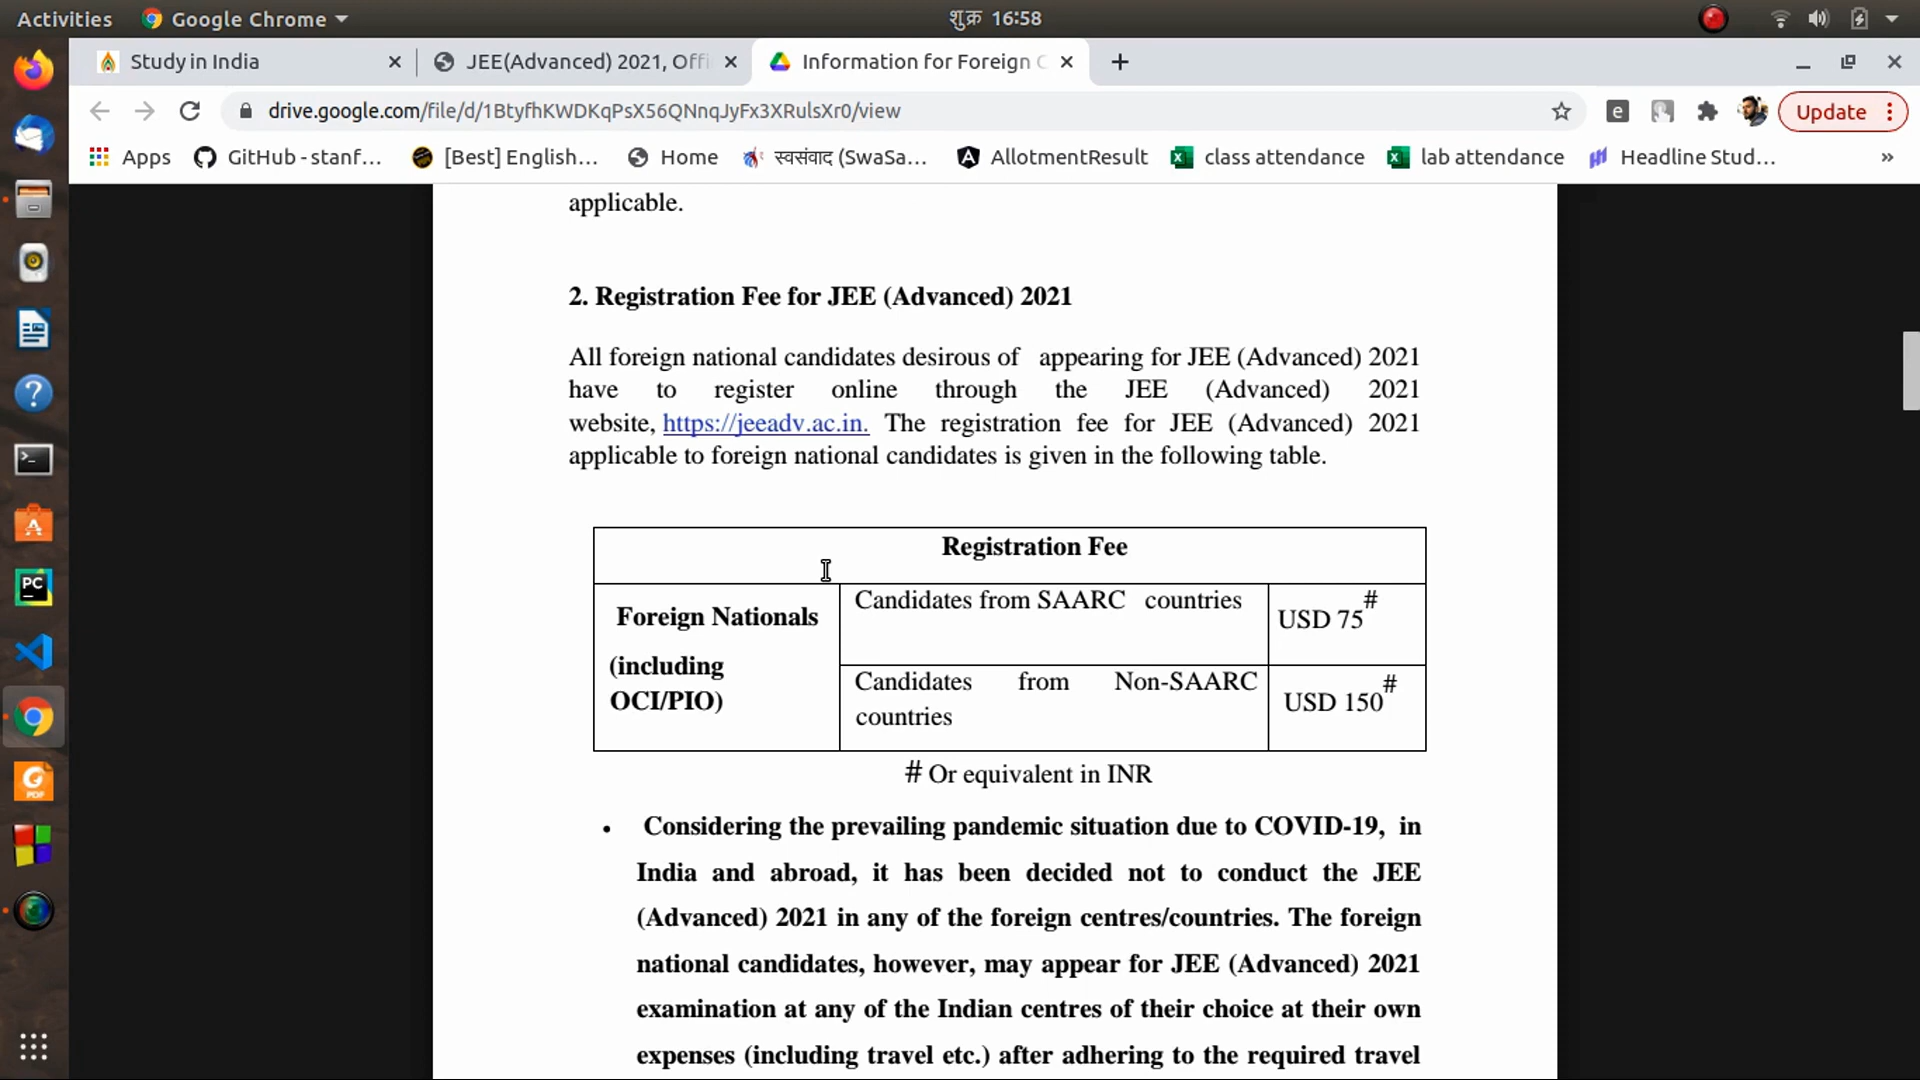 Activities Google Chrome शुक्र 16:58
Study in India JEE(Advanced) 2021, Offi Information for Foreign C
drive.google.com/file/d/1BtyfhKWDKqPsX56QNnqJyFx3XRulsXr0/view e Update
Apps GitHub - stanf... [Best] English... Home स्वसंवाद (SwaSa... AllotmentResult class attendance lab attendance Headline Stud... »
applicable.
2. Registration Fee for JEE (Advanced) 2021
All foreign national candidates desirous of appearing for JEE (Advanced) 2021
have to register online through the JEE (Advanced) 2021
website, https://jeeadv.ac.in. The registration fee for JEE (Advanced) 2021
applicable to foreign national candidates is given in the following table.
Registration Fee
Foreign Nationals
(including
OCI/PIO)
Candidates from SAARC countries
USD 75#
Candidates from Non-SAARC
countries
USD 150#
# Or equivalent in INR
• Considering the prevailing pandemic situation due to COVID-19, in
India and abroad, it has been decided not to conduct the JEE
(Advanced) 2021 in any of the foreign centres/countries. The foreign
national candidates, however, may appear for JEE (Advanced) 2021
examination at any of the Indian centres of their choice at their own
expenses (including travel etc.) after adhering to the required travel
PC
PDF